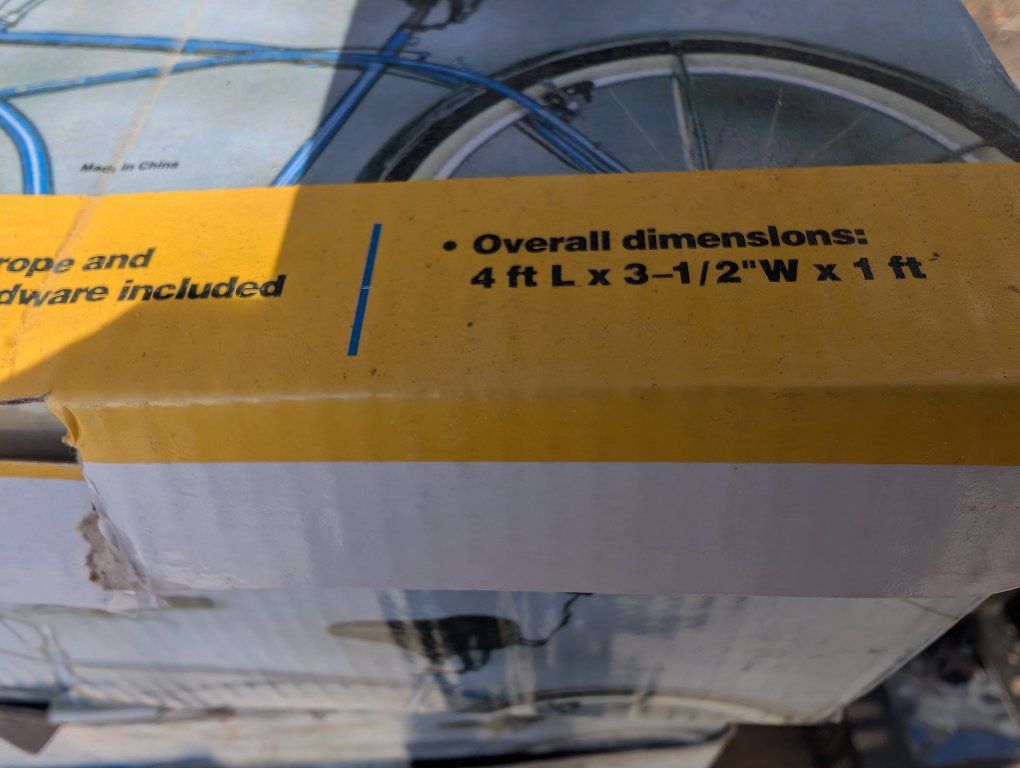 Made in China
rope and
dware included
• Overall dimensions:
4 ft L x 3–1/2"W x 1 ft